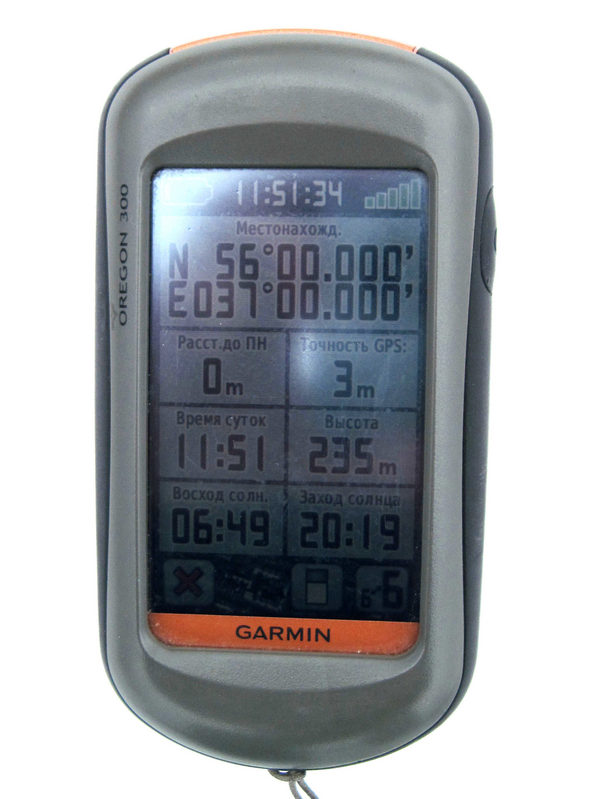 OREGON 300
11:51:34
Местонахожд.
N 56°00.000'
E037°00.000'
Расст.до ПН Точность GPS:
0m 3m
Время суток Высота
11:51 235m
Восход солн. Заход солнца
06:49 20:19
GARMIN